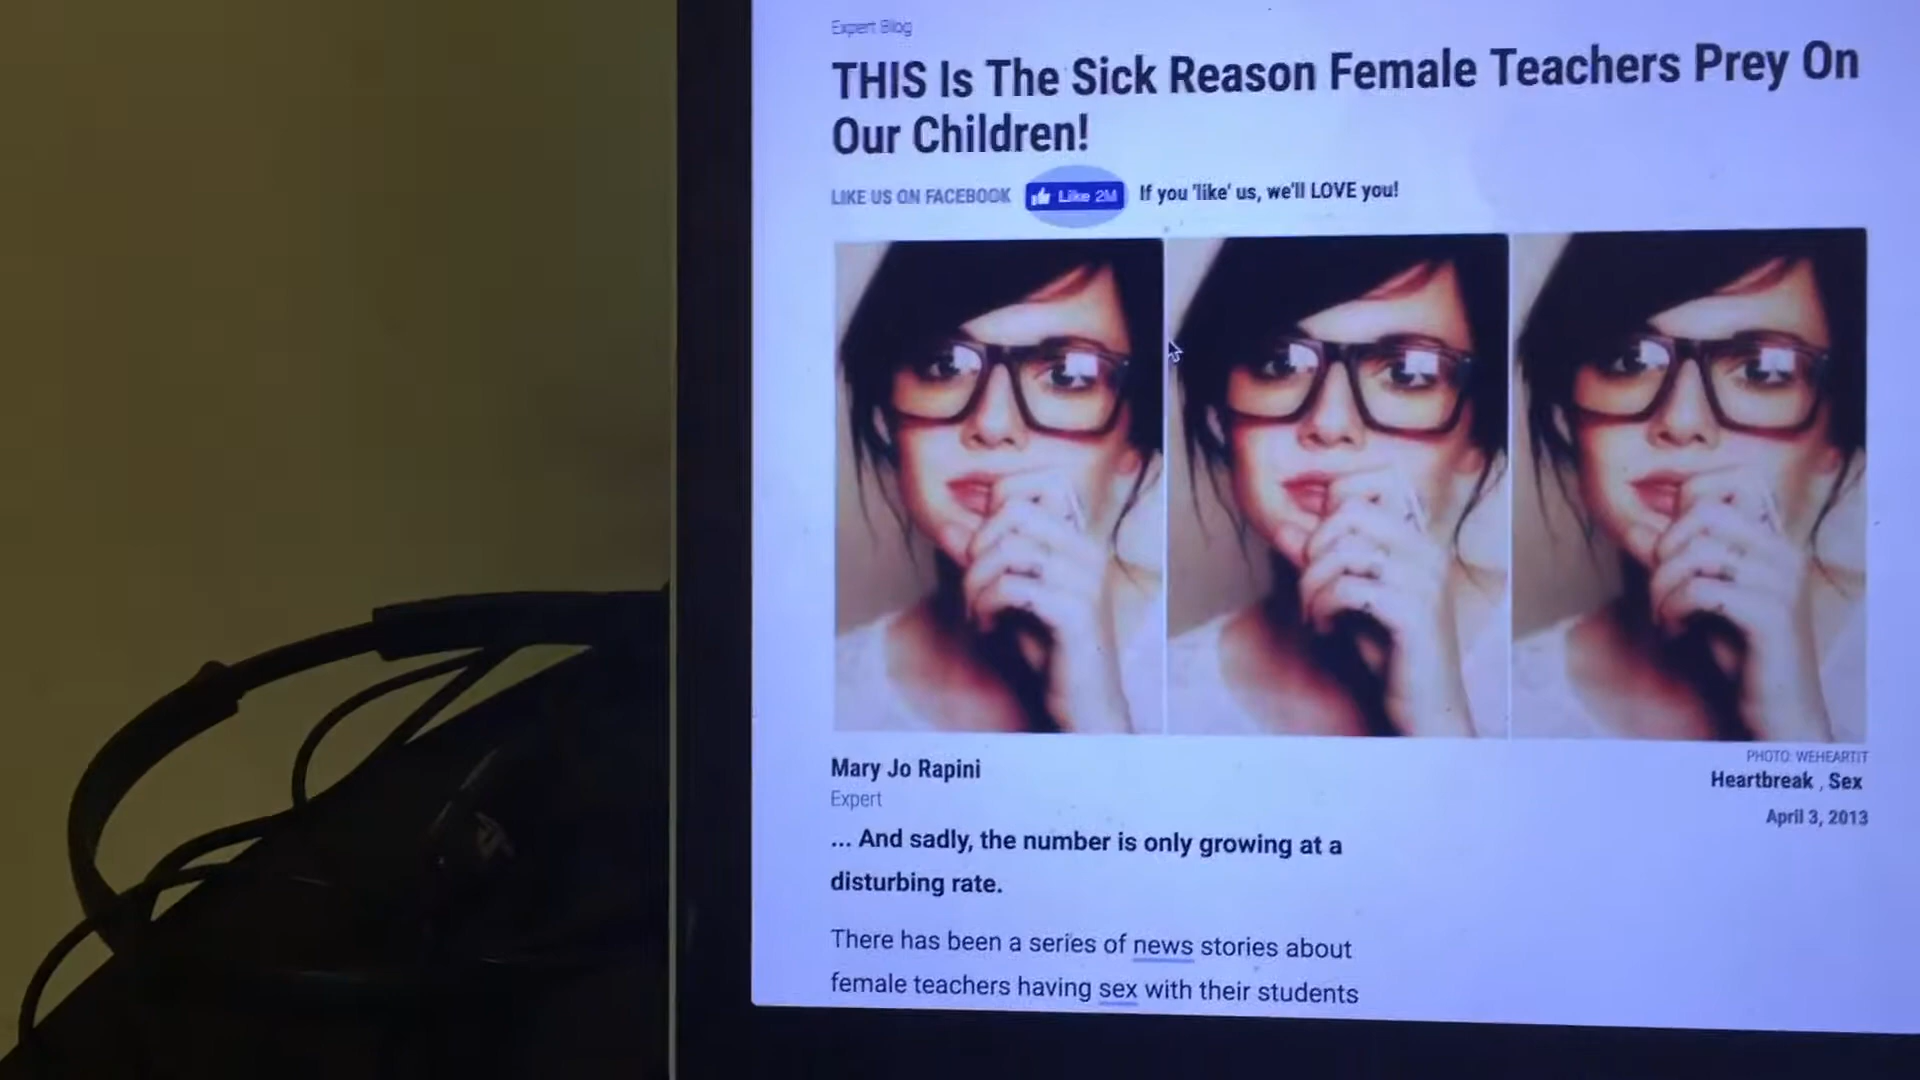 Expert Blog
THIS Is The Sick Reason Female Teachers Prey On
Our Children!
LIKE US ON FACEBOOK Like 2M If you 'like' us, we'll LOVE you!
PHOTO: WEHEARTIT
Mary Jo Rapini
Heartbreak , Sex
Expert
April 3, 2013
... And sadly, the number is only growing at a
disturbing rate.
There has been a series of news stories about
female teachers having sex with their students